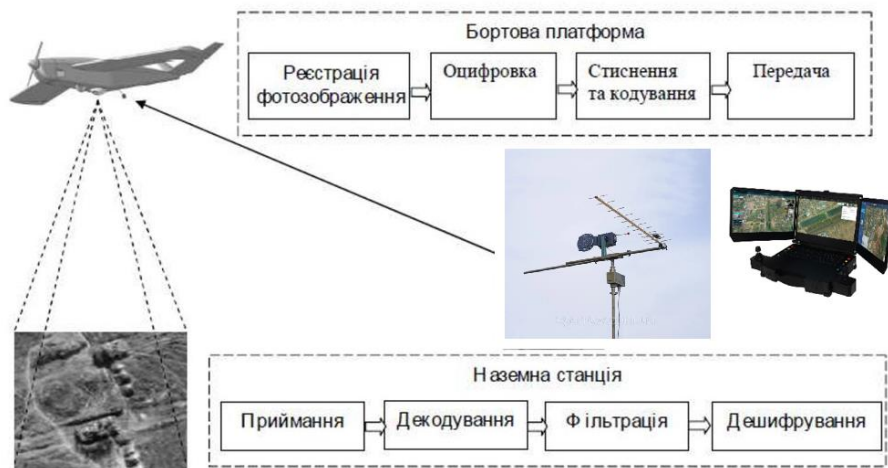 Бортова платформа
Реєстрація
фотозображення
Оцифровка
Стиснення
та кодування
Передача
Наземна станція
Приймання
Декодування
Фільтрація
Дешифрування